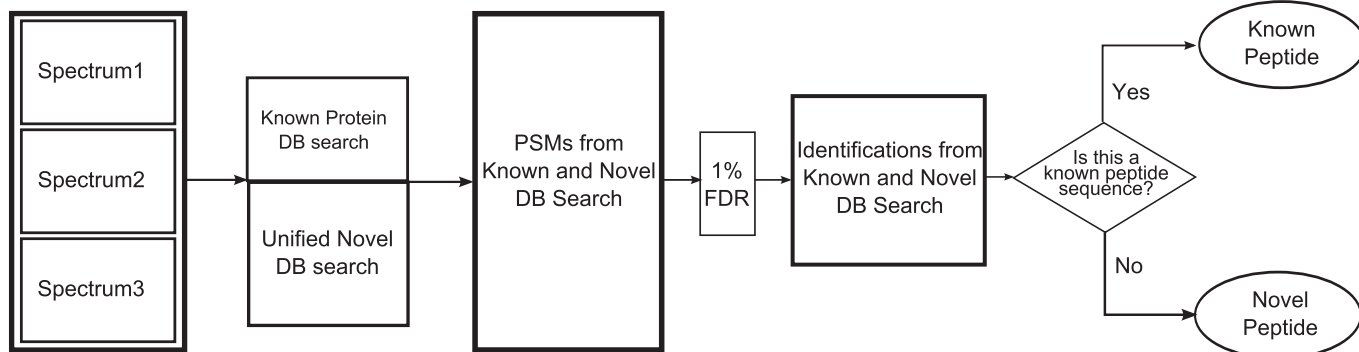 Spectrum1
Spectrum2
Spectrum3
Known Protein
DB search
Unified Novel
DB search
PSMs from
Known and Novel
DB Search
1%
FDR
Identifications from
Known and Novel
DB Search
Is this a
known peptide
sequence?
Yes
No
Known
Peptide
Novel
Peptide